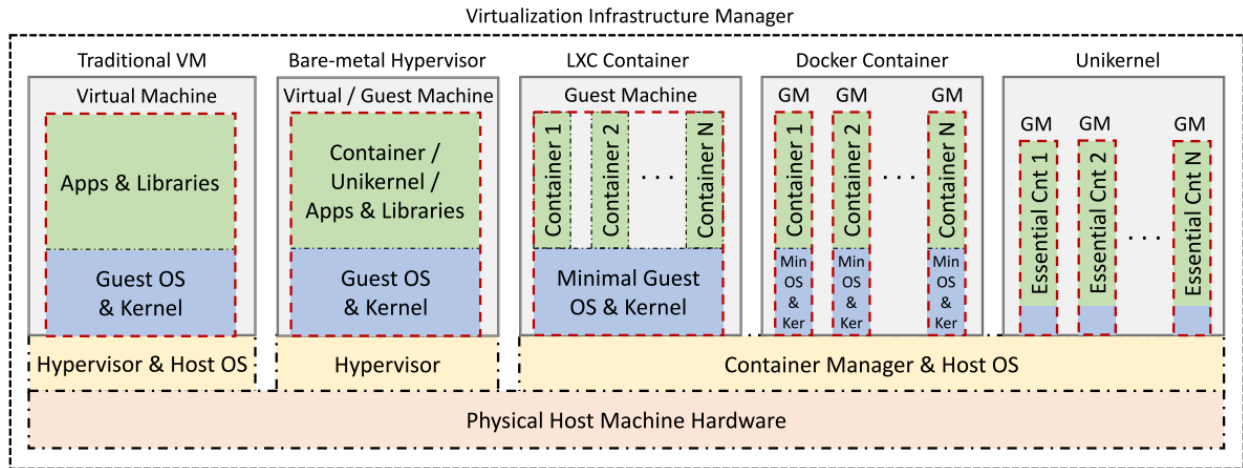 Virtualization Infrastructure Manager
Traditional VM
Virtual Machine
Apps & Libraries
Guest OS
& Kernel
Hypervisor & Host OS
Bare-metal Hypervisor
Virtual / Guest Machine
Container /
Unikernel /
Apps & Libraries
Guest OS
& Kernel
Hypervisor
LXC Container
Guest Machine
Container 1
Container 2
. . .
Container N
Minimal Guest
OS & Kernel
Docker Container
GM
GM
GM
Container 1
Container 2
. . .
Container N
Min
OS
&
Ker
Min
OS
&
Ker
Min
OS
&
Ker
Unikernel
GM
GM
GM
Essential Cnt 1
Essential Cnt 2
. . .
Essential Cnt N
Container Manager & Host OS
Physical Host Machine Hardware